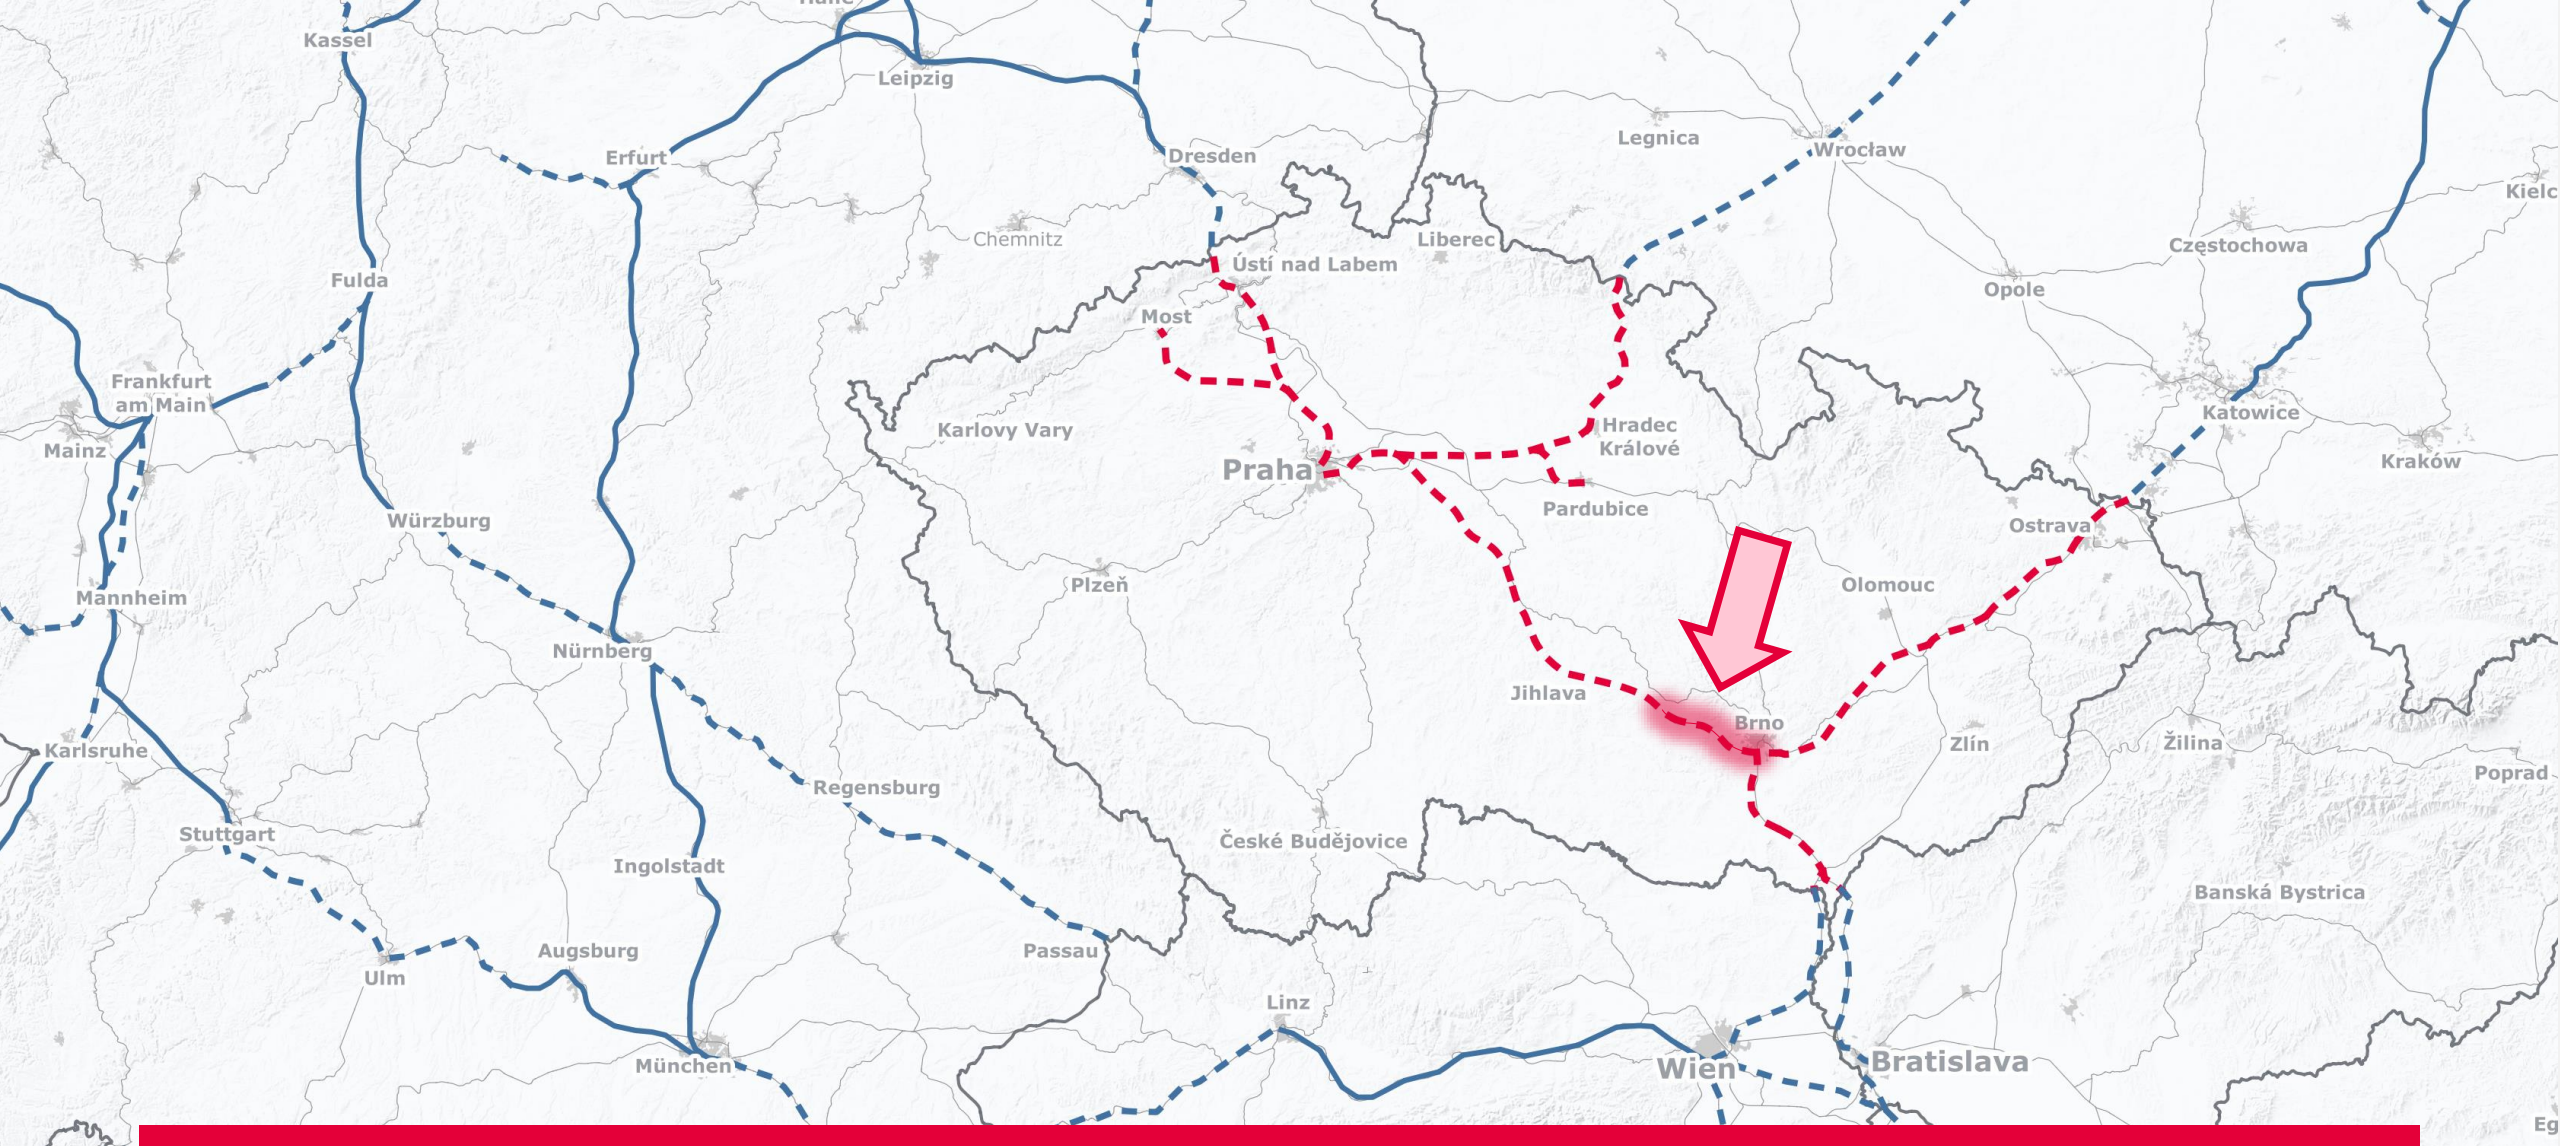 Kassel
Leipzig
Erfurt
Dresden
Legnica
Wrocław
Kielc
Chemnitz
Liberec
Częstochowa
Ústí nad Labem
Fulda
Opole
Most
Frankfurt
am Main
Katowice
Karlovy Vary
Hradec
Králové
Mainz
Praha
Kraków
Pardubice
Würzburg
Ostrava
Plzeň
Olomouc
Mannheim
Nürnberg
Jihlava
Brno
Zlín
Žilina
Karlsruhe
Poprad
Regensburg
Stuttgart
České Budějovice
Ingolstadt
Banská Bystrica
Augsburg
Passau
Ulm
Linz
München
Wien
Bratislava
Eg